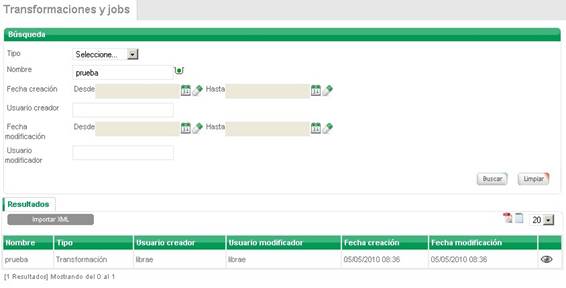 Transformaciones y jobs
Búsqueda
Tipo Seleccione...
Nombre prueba
Fecha creación Desde Hasta
Usuario creador
Fecha modificación Desde Hasta
Usuario modificador
Buscar Limpiar
Resultados
Importar XML 20
Nombre Tipo Usuario creador Usuario modificador Fecha creación Fecha modificación
prueba Transformación librae librae 05/05/2010 08:36 05/05/2010 08:36
[1 Resultados] Mostrando del 0 al 1